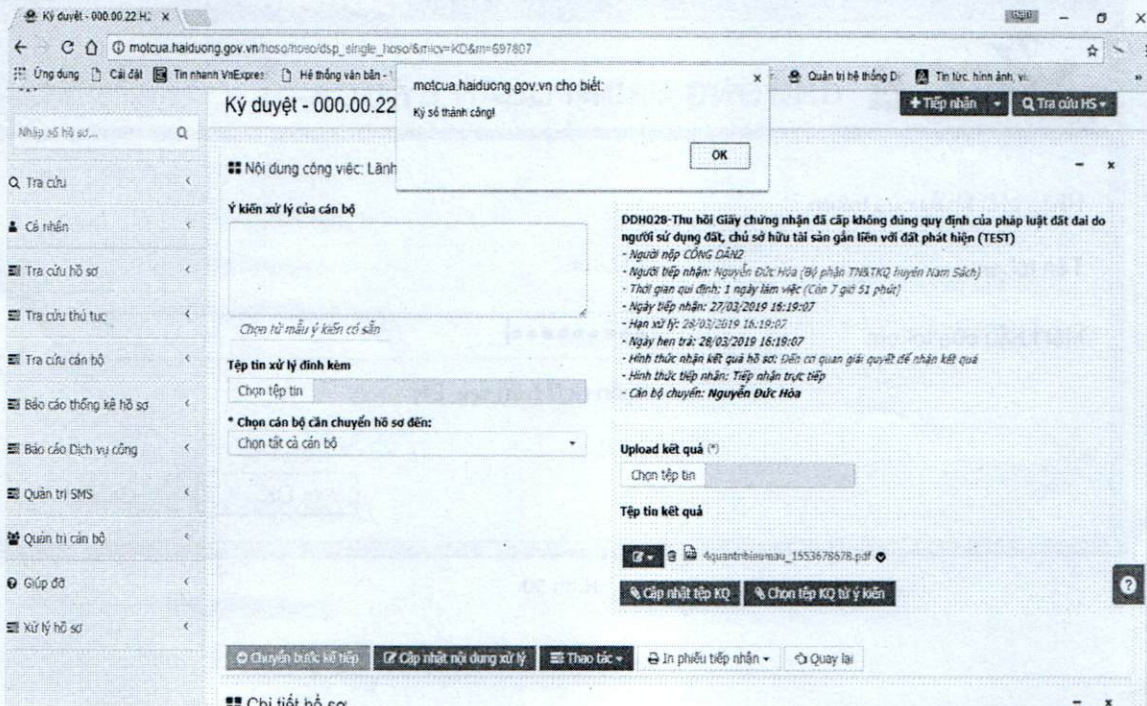 Ký duyệt - 000.00.22.H
motcua.haiduong.gov.vn/hoso/hoso/dsp_single_hoso/&micv=KD&m=697807
Ứng dụng
Cài đặt
Tin nhanh VnExpres
Hệ thống văn bản -
Quản trị hệ thống D
Tin tức, hình ảnh, vi
motcua.haiduong.gov.vn cho biết:
Ký số thành công!
OK
Ký duyệt - 000.00.22
Tiếp nhận
Tra cứu HS
Nhập số hồ sơ...
Tra cứu
Cá nhân
Tra cứu hồ sơ
Tra cứu thủ tục
Tra cứu cán bộ
Báo cáo thống kê hồ sơ
Báo cáo Dịch vụ công
Quản trị SMS
Quản trị cán bộ
Giúp đỡ
Xử lý hồ sơ
Nội dung công việc: Lãnh
Ý kiến xử lý của cán bộ
Chọn từ mẫu ý kiến có sẵn
Tệp tin xử lý đính kèm
Chọn tệp tin
* Chọn cán bộ cần chuyển hồ sơ đến:
Chọn tất cả cán bộ
DDH028-Thu hồi Giấy chứng nhận đã cấp không đúng quy định của pháp luật đất đai do
người sử dụng đất, chủ sở hữu tài sản gắn liền với đất phát hiện (TEST)
- Người nộp CÔNG DÂN2
- Người tiếp nhận: Nguyễn Đức Hòa (Bộ phận TN&TKQ huyện Nam Sách)
- Thời gian qui định: 1 ngày làm việc (Còn 7 giờ 51 phút)
- Ngày tiếp nhận: 27/03/2019 16:19:07
- Hạn xử lý: 28/03/2019 16:19:07
- Ngày hẹn trả: 28/03/2019 16:19:07
- Hình thức nhận kết quả hồ sơ: Đến cơ quan giải quyết để nhận kết quả
- Hình thức tiếp nhận: Tiếp nhận trực tiếp
- Cán bộ chuyển: Nguyễn Đức Hòa
Upload kết quả (*)
Chọn tệp tin
Tệp tin kết quả
4quantribieumau_1553678678.pdf
Cập nhật tệp KQ
Chọn tệp KQ từ ý kiến
Chuyển bước kế tiếp
Cập nhật nội dung xử lý
Thao tác
In phiếu tiếp nhận
Quay lại
Chi tiết hồ sơ